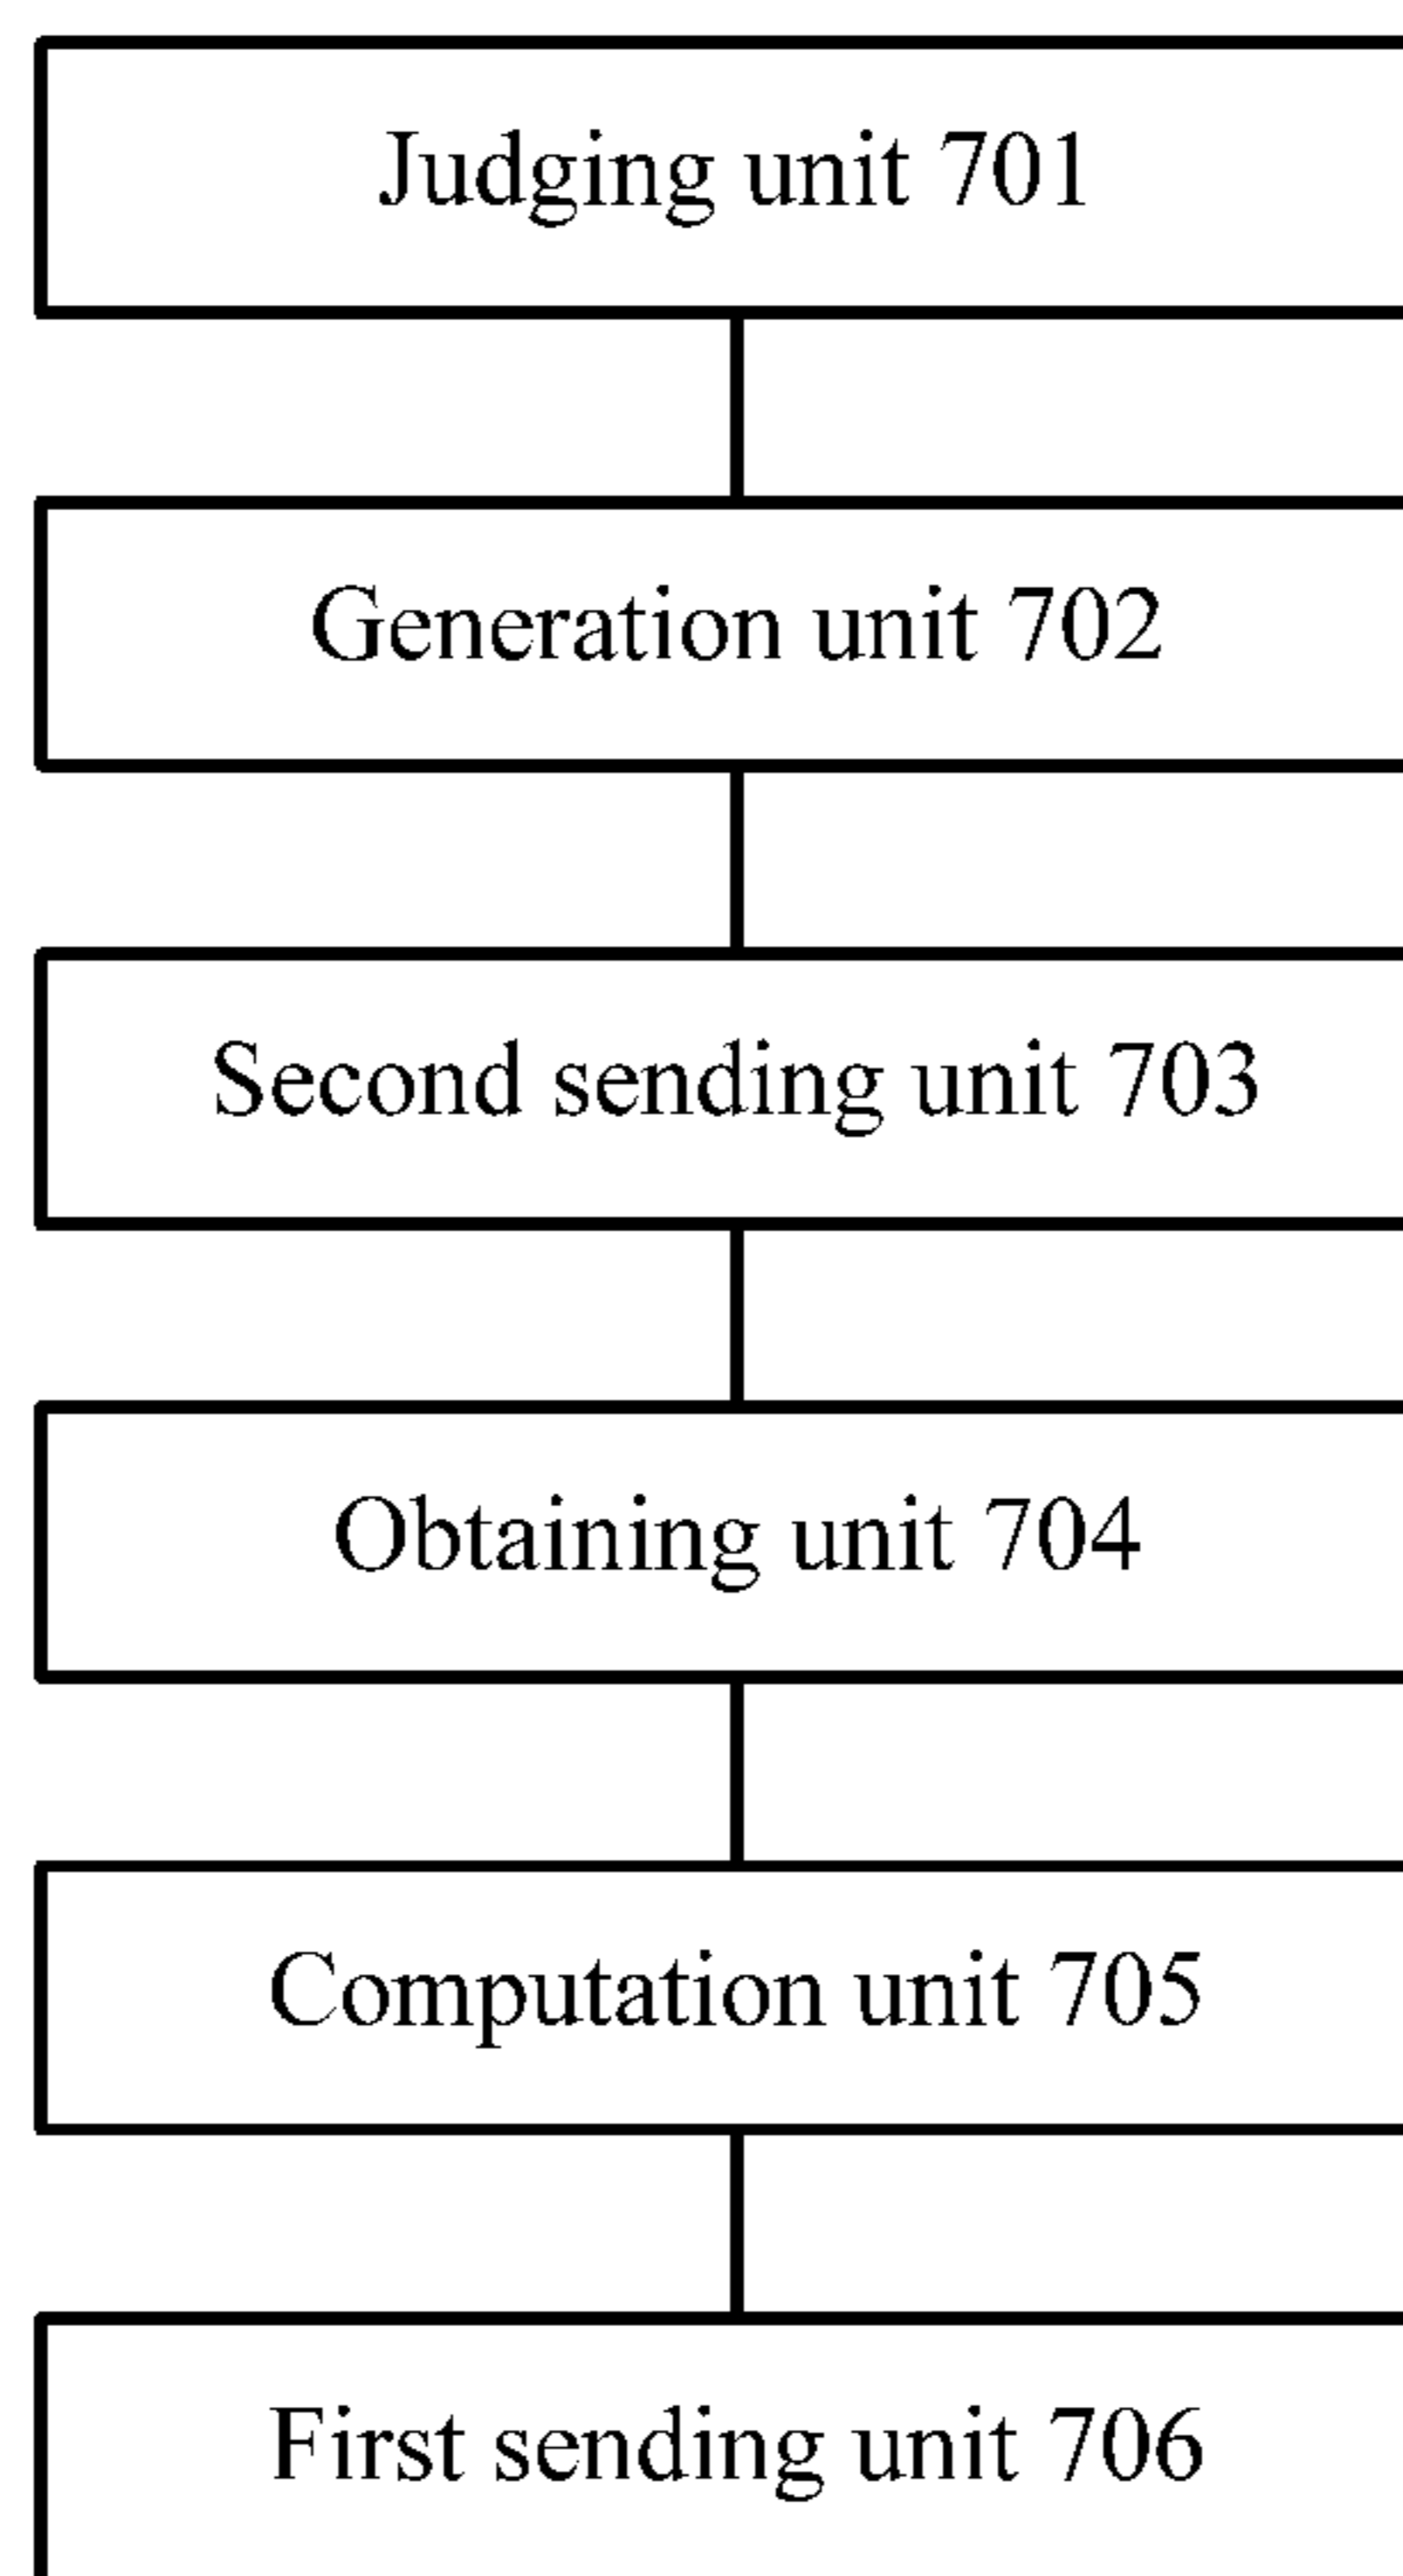 Judging unit 701
Generation unit 702
Second sending unit 703
Obtaining unit 704
Computation unit 705
First sending unit 706